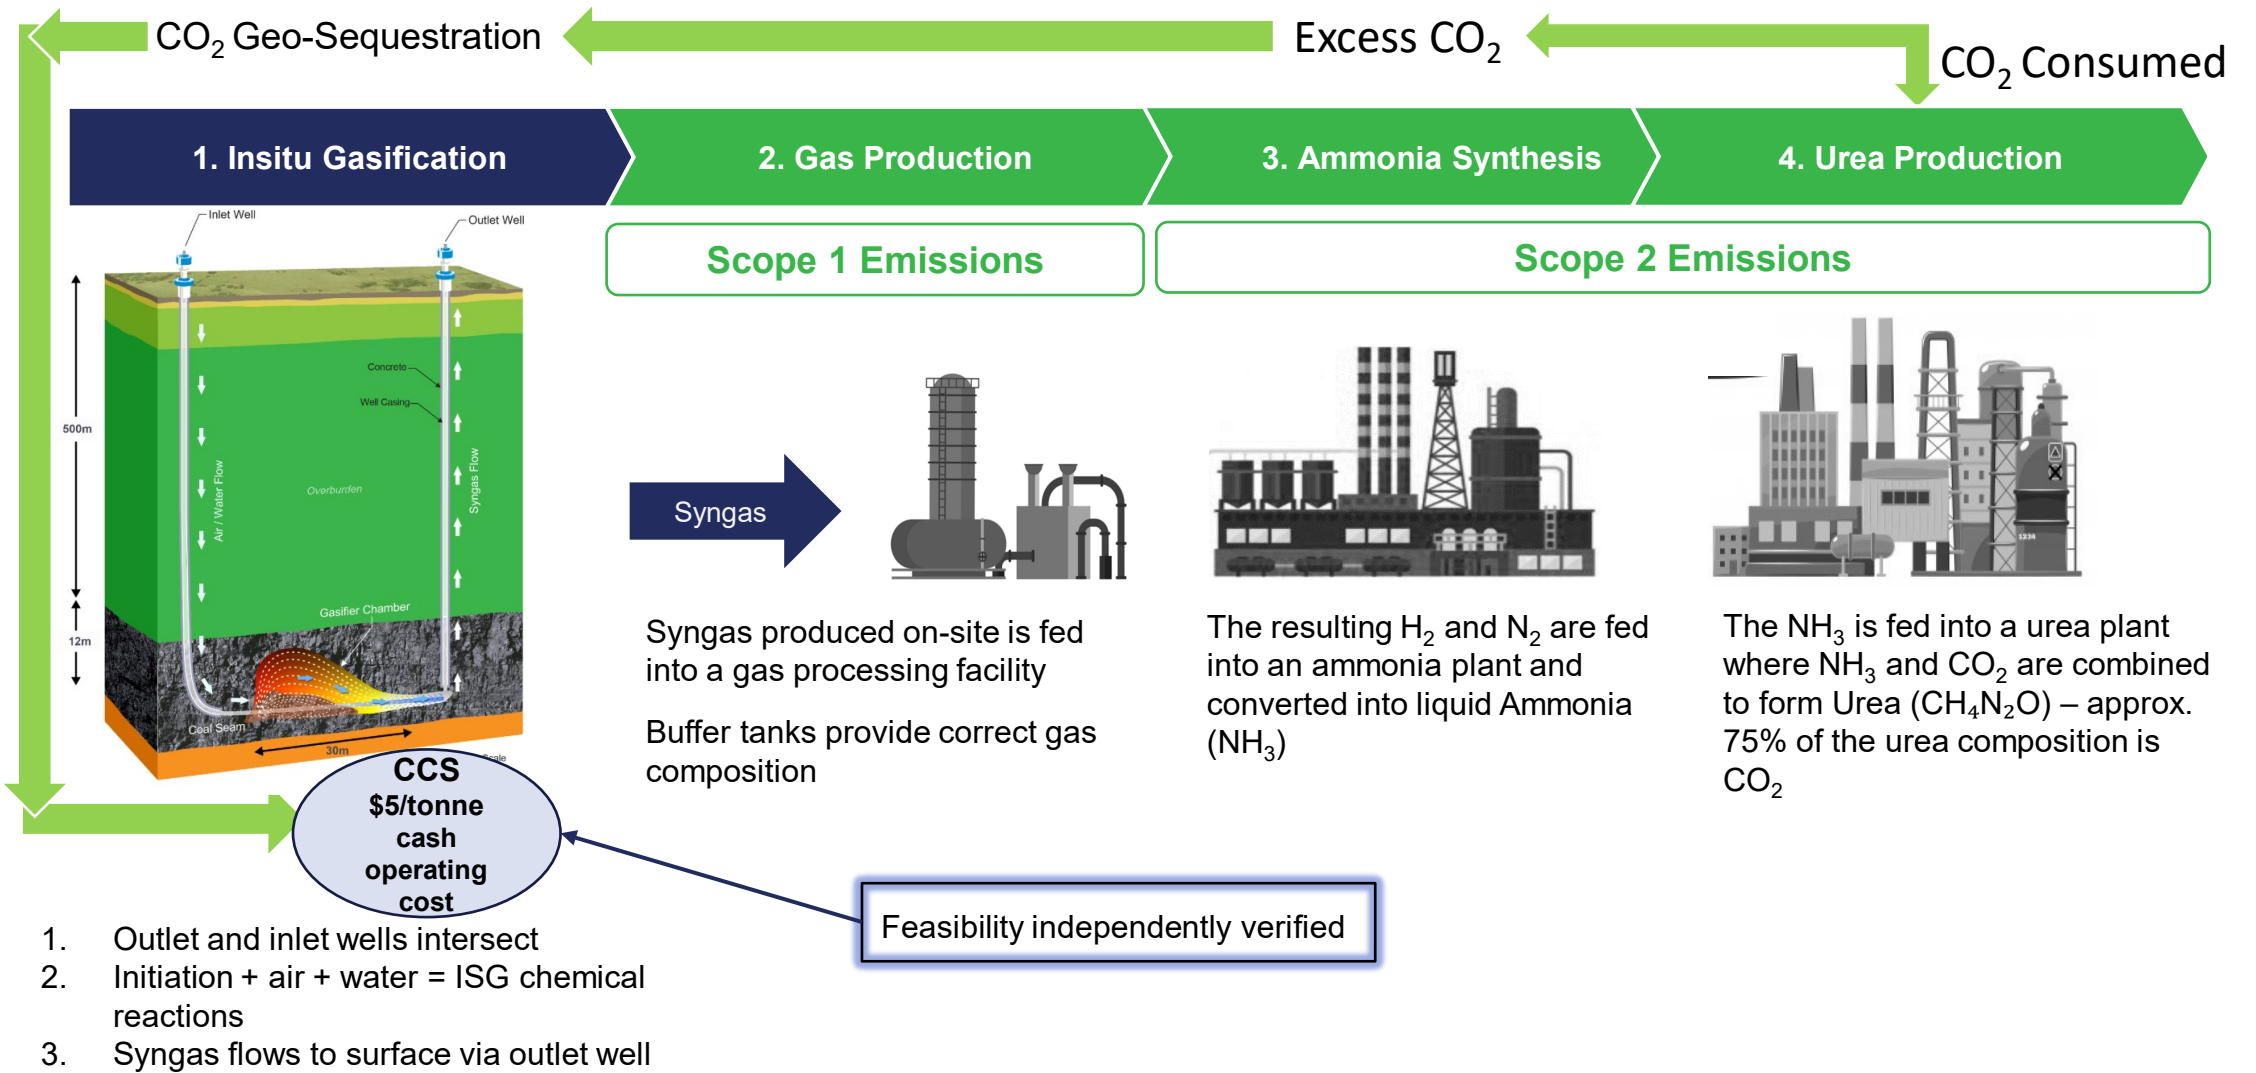 CO₂ Geo-Sequestration
Excess CO₂
CO₂ Consumed
1. Insitu Gasification
2. Gas Production
3. Ammonia Synthesis
4. Urea Production
Scope 1 Emissions
Scope 2 Emissions
Inlet Well
Outlet Well
Concrete
Well Casing
500m
Air / Water Flow
Overburden
Syngas Flow
Gasifier Chamber
12m
Coal Seam
30m
Syngas
1234
Syngas produced on-site is fed
into a gas processing facility
Buffer tanks provide correct gas
composition
The resulting H₂ and N₂ are fed
into an ammonia plant and
converted into liquid Ammonia
(NH₃)
The NH₃ is fed into a urea plant
where NH₃ and CO₂ are combined
to form Urea (CH₄N₂O) – approx.
75% of the urea composition is
CO₂
CCS
$5/tonne
cash
operating
cost
Feasibility independently verified
1. Outlet and inlet wells intersect
2. Initiation + air + water = ISG chemical
reactions
3. Syngas flows to surface via outlet well